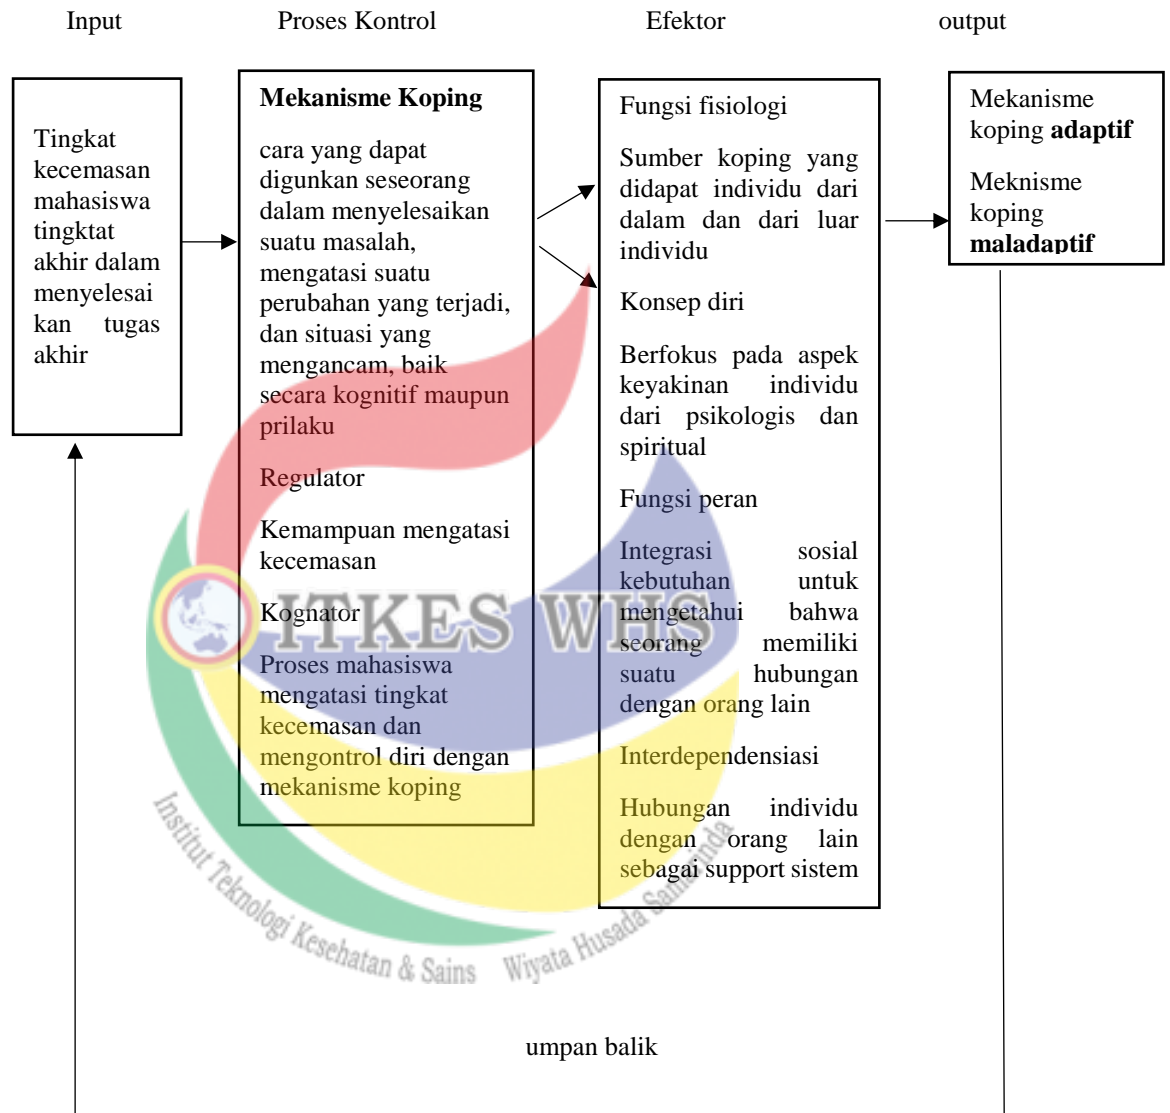 Input Proses Kontrol Efektor output
Tingkat
kecemasan
mahasiswa
tingktat
akhir dalam
menyelesai
kan tugas
akhir
Mekanisme Koping
cara yang dapat
digunkan seseorang
dalam menyelesaikan
suatu masalah,
mengatasi suatu
perubahan yang terjadi,
dan situasi yang
mengancam, baik
secara kognitif maupun
prilaku
Regulator
Kemampuan mengatasi
kecemasan
Kognator
Proses mahasiswa
mengatasi tingkat
kecemasan dan
mengontrol diri dengan
mekanisme koping
Fungsi fisiologi
Sumber koping yang
didapat individu dari
dalam dan dari luar
individu
Konsep diri
Berfokus pada aspek
keyakinan individu
dari psikologis dan
spiritual
Fungsi peran
Integrasi sosial
kebutuhan untuk
mengetahui bahwa
seorang memiliki
suatu hubungan
dengan orang lain
Interdependensiasi
Hubungan individu
dengan orang lain
sebagai support sistem
Mekanisme
koping adaptif
Meknisme
koping
maladaptif
ITKES WHS
Institut Teknologi Kesehatan & Sains Wiyata Husada Samarinda
umpan balik